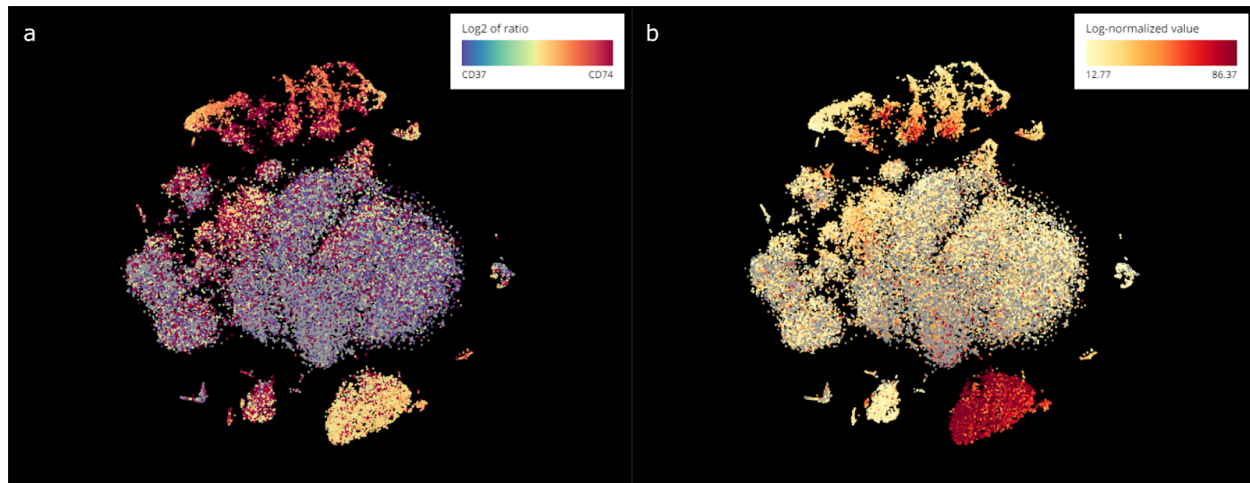 a
Log2 of ratio
CD37 CD74
b
Log-normalized value
12.77 86.37